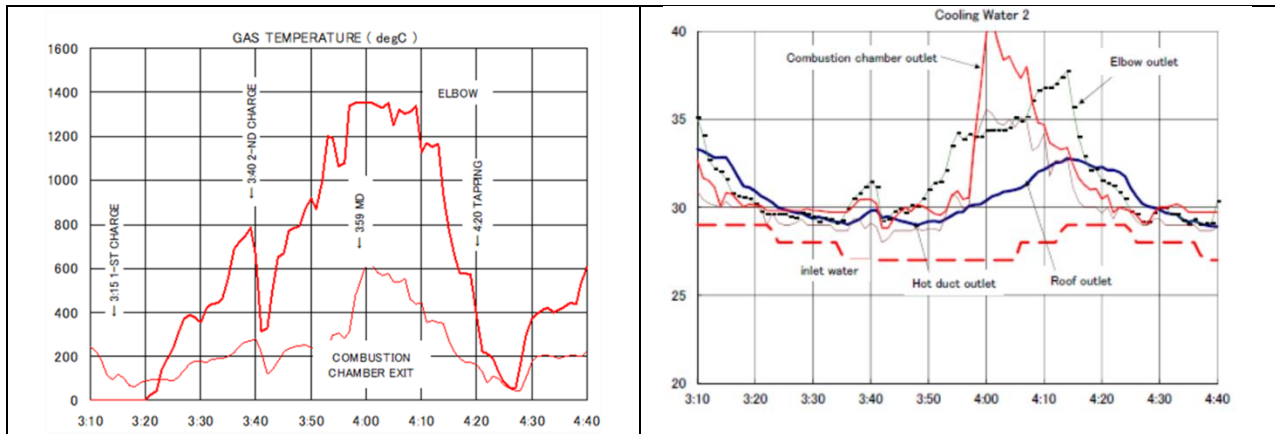 GAS TEMPERATURE ( degC )
1600
1400
1200
1000
800
600
400
200
0
3:10 3:20 3:30 3:40 3:50 4:00 4:10 4:20 4:30 4:40
← 3:15 1-ST CHARGE
← 3:40 2-ND CHARGE
← 3:59 MD
← 4:20 TAPPING
ELBOW
COMBUSTION
CHAMBER EXIT
Cooling Water 2
40
35
30
25
20
3:10 3:20 3:30 3:40 3:50 4:00 4:10 4:20 4:30 4:40
Combustion chamber outlet
Elbow outlet
inlet water
Hot duct outlet
Roof outlet